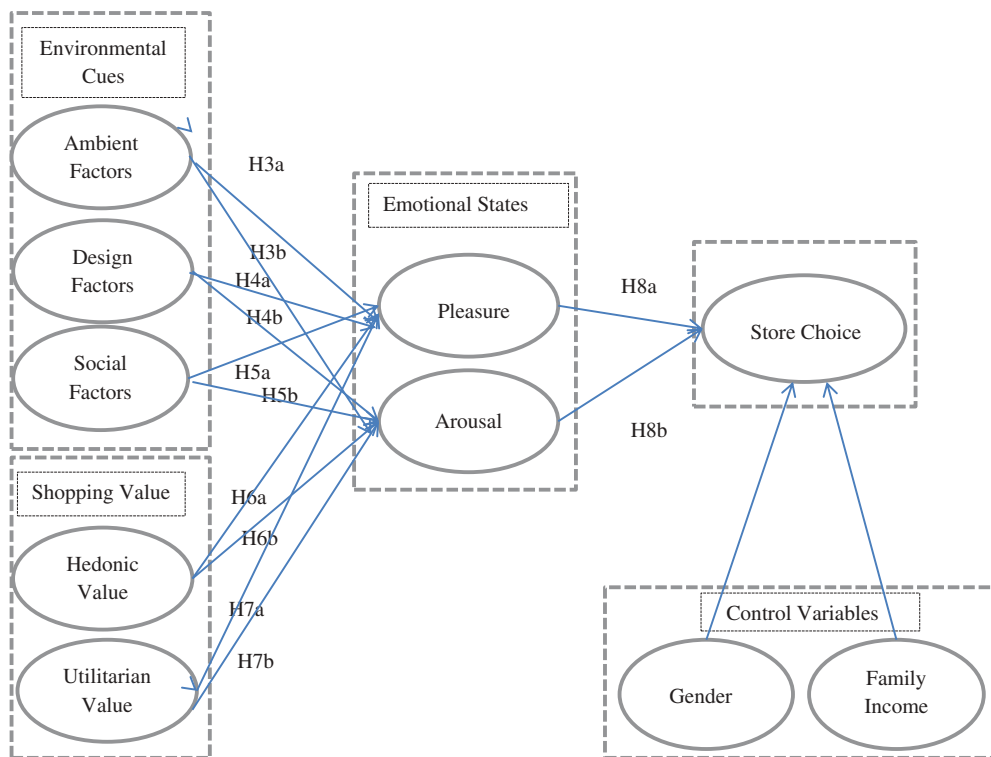 Environmental
Cues
Ambient
Factors
Design
Factors
Social
Factors
Shopping Value
Hedonic
Value
Utilitarian
Value
H3a
H3b
H4a
H4b
H5a
H5b
H6a
H6b
H7a
H7b
Emotional States
Pleasure
Arousal
H8a
H8b
Store Choice
Control Variables
Gender
Family
Income